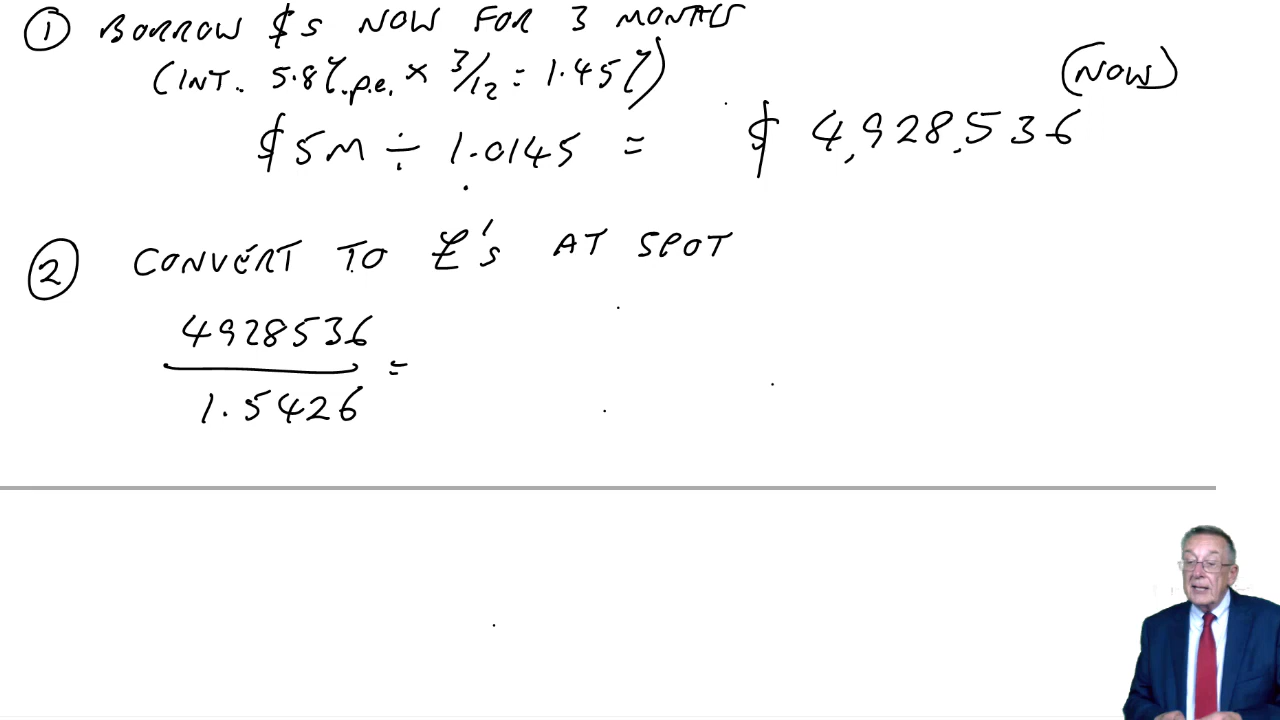 ① BORROW $s NOW FOR 3 MONTHS
(INT. 5.8% p.e. × 3/12 = 1.45%)
(NOW)
$5M ÷ 1.0145 = $ 4,928,536
② CONVERT TO £'s AT SPOT
4928536
=
1.5426